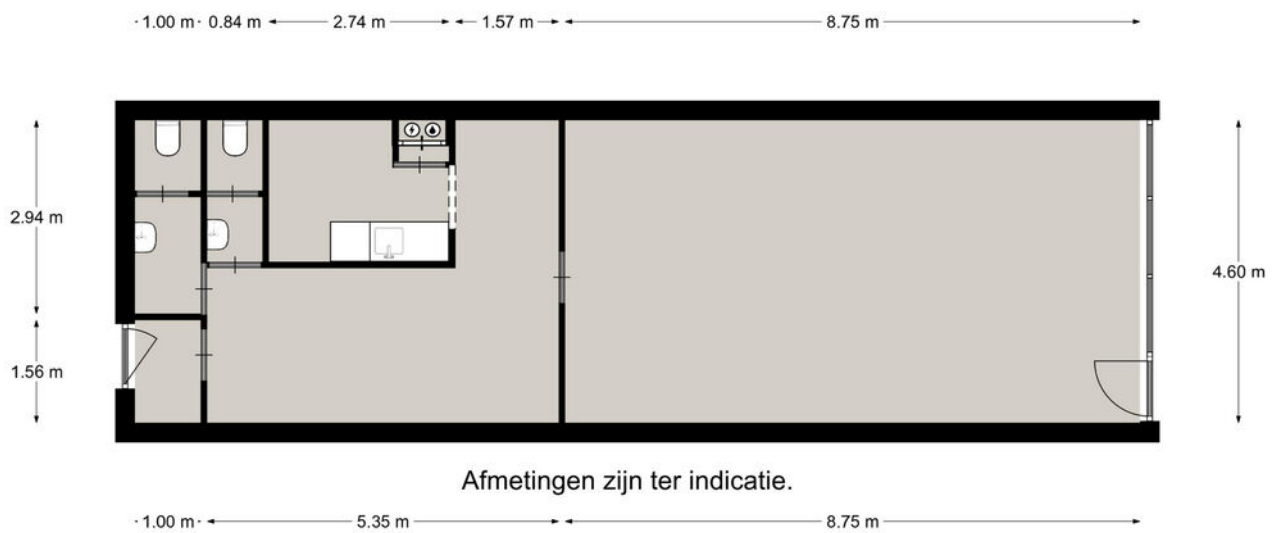 1.00 m 0.84 m 2.74 m 1.57 m 8.75 m
2.94 m
4.60 m
1.56 m
Afmetingen zijn ter indicatie.
1.00 m 5.35 m 8.75 m